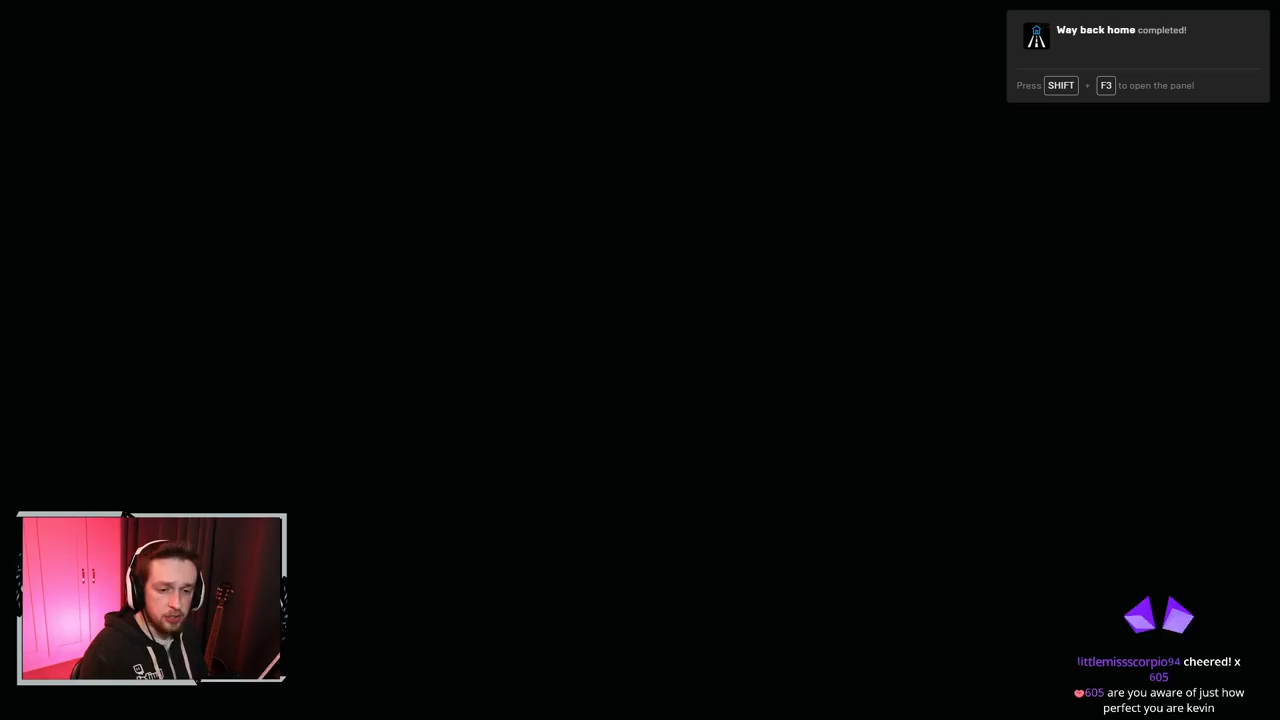 Way back home completed!
Press SHIFT + F3 to open the panel
littlemissscorpio94 cheered! x
605
605 are you aware of just how
perfect you are kevin